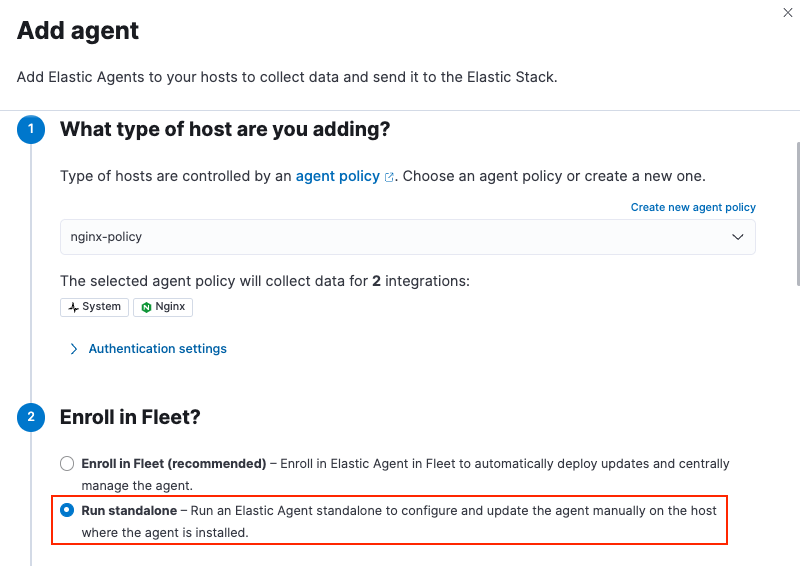 Add agent
Add Elastic Agents to your hosts to collect data and send it to the Elastic Stack.
1
What type of host are you adding?
Type of hosts are controlled by an agent policy. Choose an agent policy or create a new one.
Create new agent policy
nginx-policy
The selected agent policy will collect data for 2 integrations:
System Nginx
Authentication settings
2
Enroll in Fleet?
Enroll in Fleet (recommended) – Enroll in Elastic Agent in Fleet to automatically deploy updates and centrally
manage the agent.
Run standalone – Run an Elastic Agent standalone to configure and update the agent manually on the host
where the agent is installed.